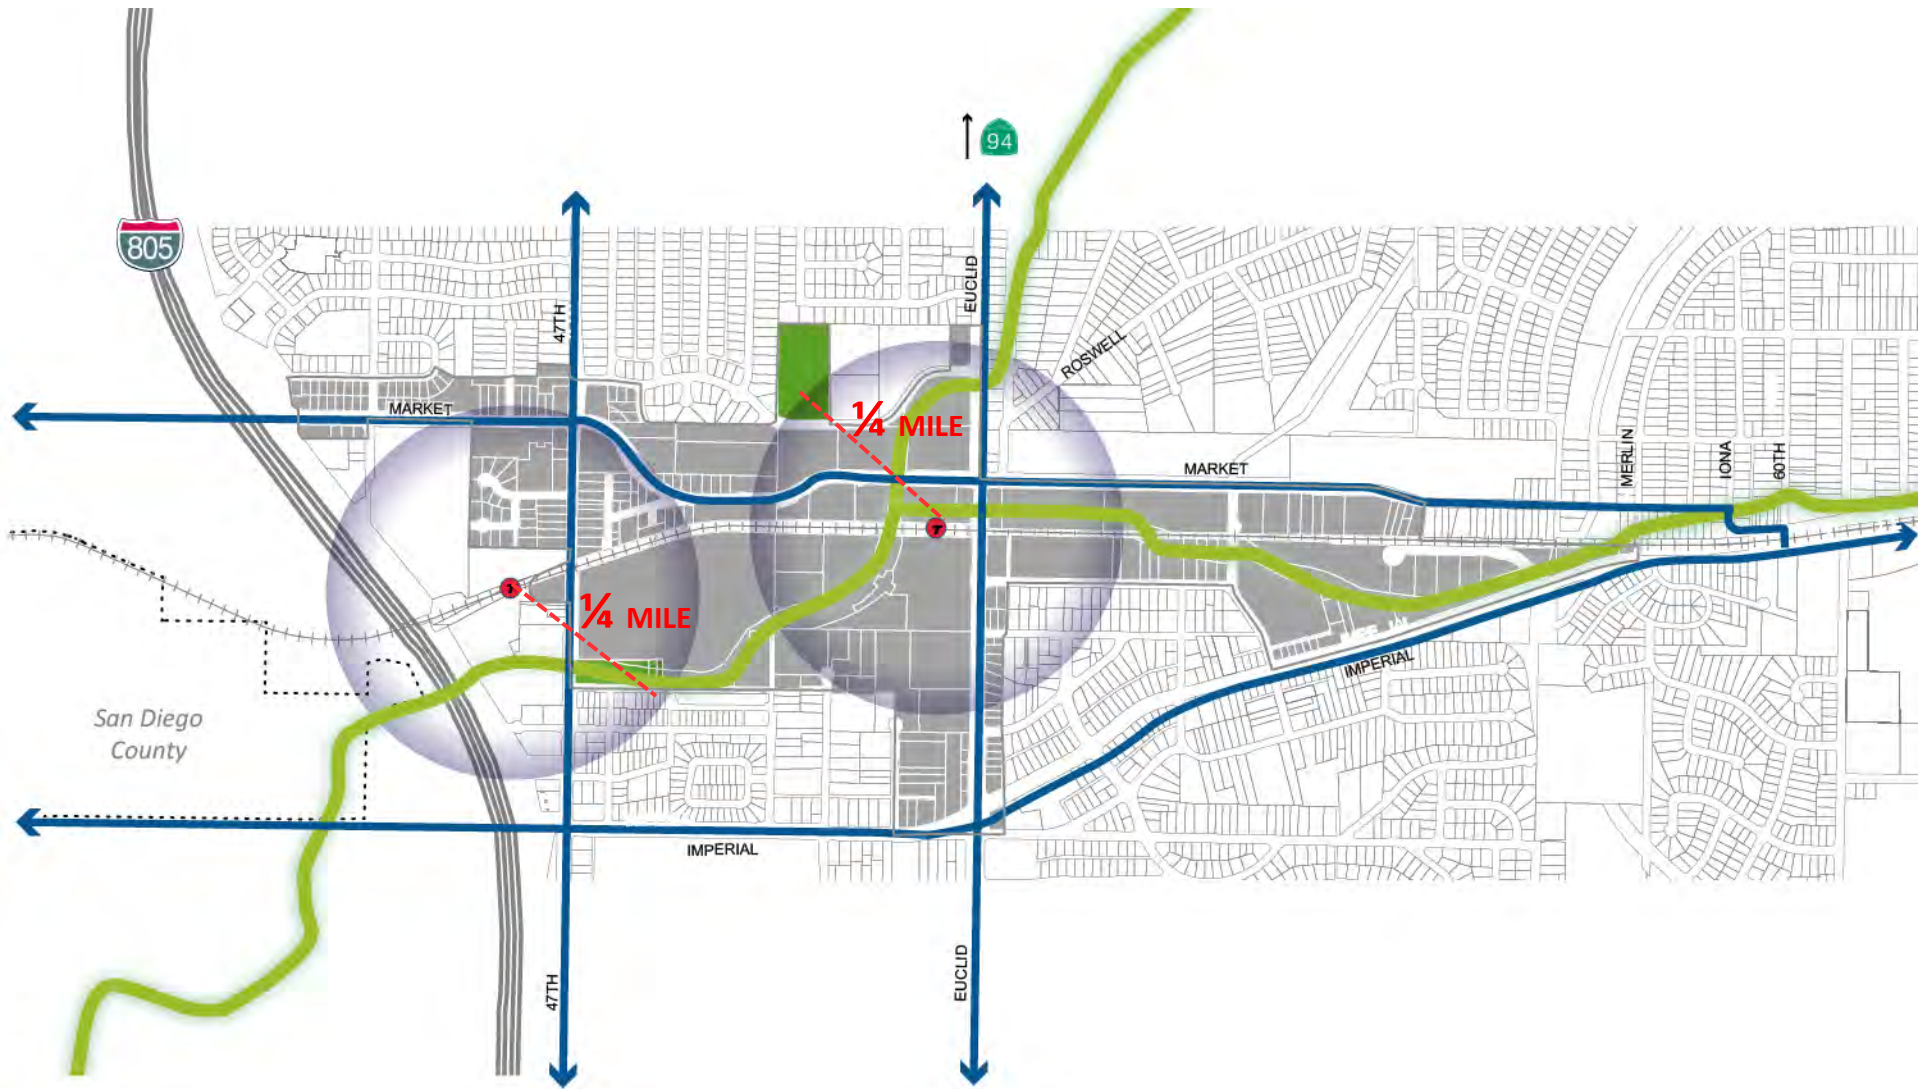 94
805
EUCLID
47TH
ROSWELL
MARKET
¼ MILE
MARKET
MERLIN
IONA
60TH
¼ MILE
IMPERIAL
San Diego
County
IMPERIAL
47TH
EUCLID